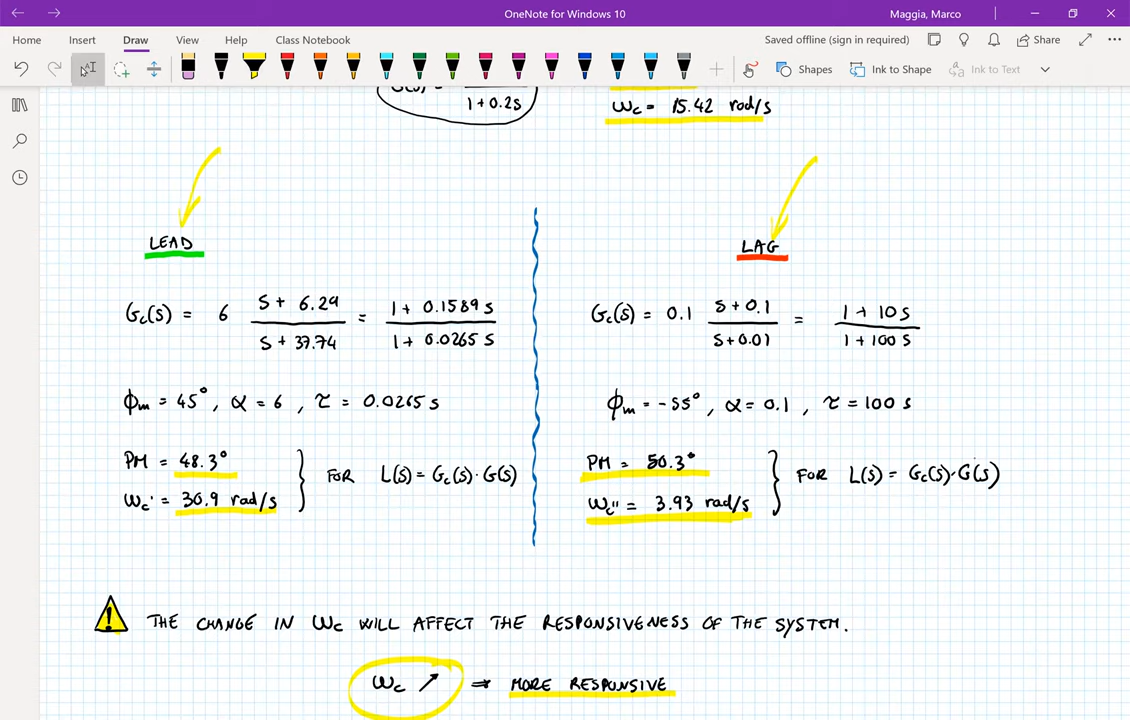 OneNote for Windows 10
Maggia, Marco
Home Insert Draw View Help Class Notebook
Saved offline (sign in required) Share
Shapes Ink to Shape Ink to Text
G(s) =
1+0.2s
ωc = 15.42 rad/s
LEAD
Gc(s) = 6 s + 6.29 / s + 37.74 = 1 + 0.1589 s / 1 + 0.0265 s
ϕm = 45°, α = 6, τ = 0.0265 s
PM = 48.3°
ωc' = 30.9 rad/s
FOR L(s) = Gc(s)·G(s)
LAG
Gc(s) = 0.1 s + 0.1 / s + 0.01 = 1 + 10 s / 1 + 100 s
ϕm = -55°, α = 0.1, τ = 100 s
PM = 50.3°
ωc'' = 3.93 rad/s
FOR L(s) = Gc(s)·G(s)
! THE CHANGE IN ωc WILL AFFECT THE RESPONSIVENESS OF THE SYSTEM.
ωc ↗ ⇒ MORE RESPONSIVE